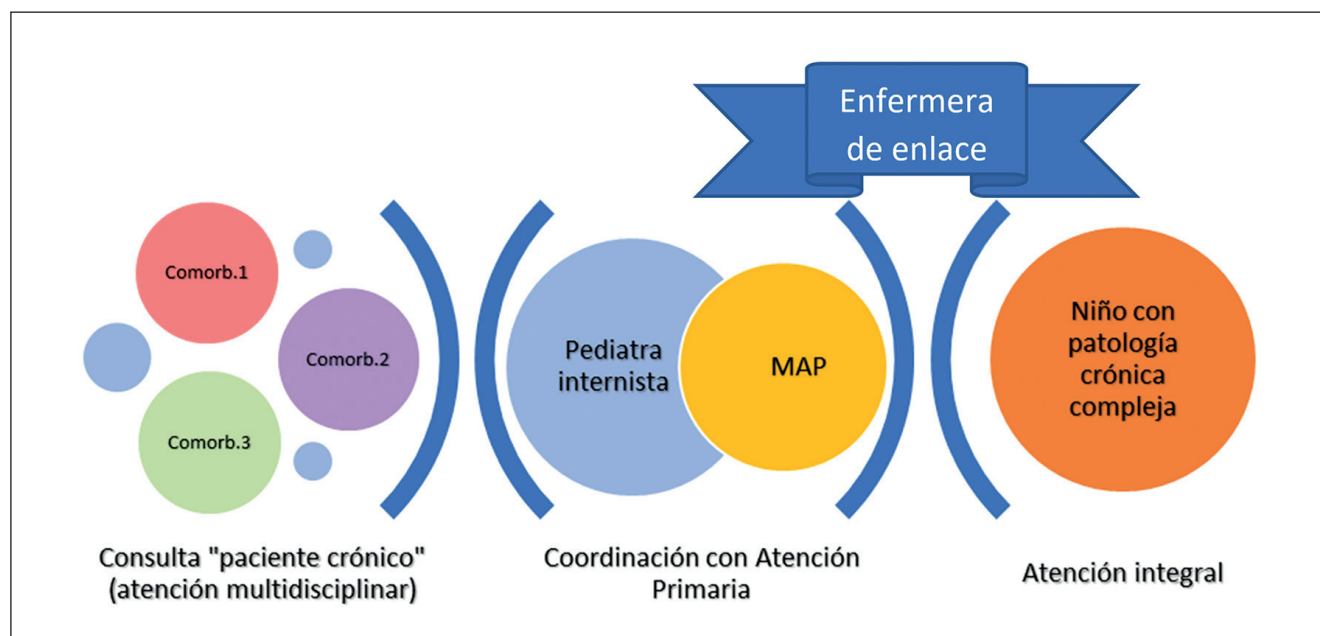 Enfermera
de enlace
Comorb.1
Comorb.2
Comorb.3
Pediatra
internista
MAP
Niño con
patología
crónica
compleja
Consulta "paciente crónico"
(atención multidisciplinar)
Coordinación con Atención
Primaria
Atención integral